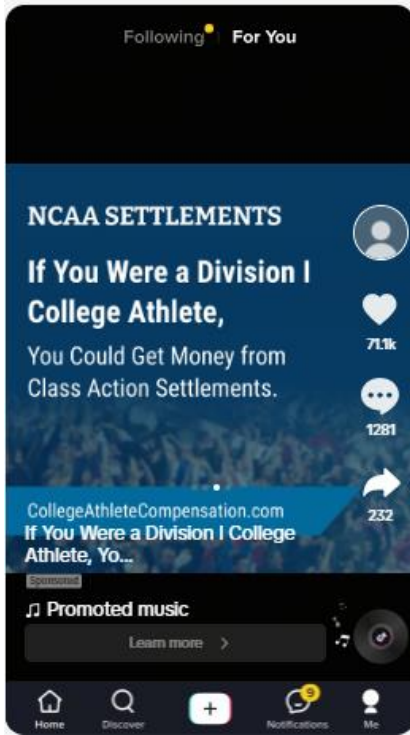 Following For You
NCAA SETTLEMENTS
If You Were a Division I
College Athlete,
You Could Get Money from
Class Action Settlements.
71.1k
1281
232
CollegeAthleteCompensation.com
If You Were a Division I College
Athlete, Yo...
Sponsored
Promoted music
Learn more >
9
Home Discover Notifications Me